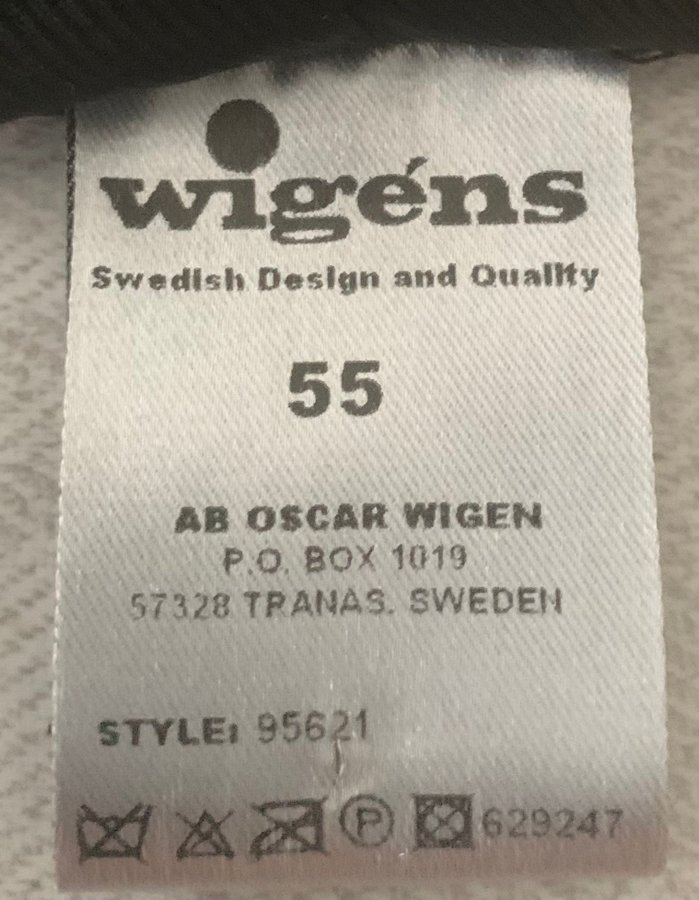 wigéns
Swedish Design and Quality
55
AB OSCAR WIGEN
P.O. BOX 1019
57328 TRANAS. SWEDEN
STYLE: 95621
P 629247